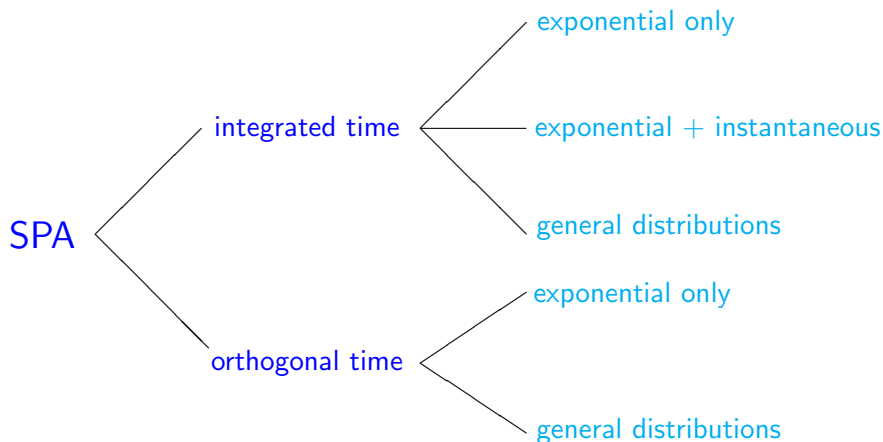 SPA
integrated time
exponential only
exponential + instantaneous
general distributions
orthogonal time
exponential only
general distributions